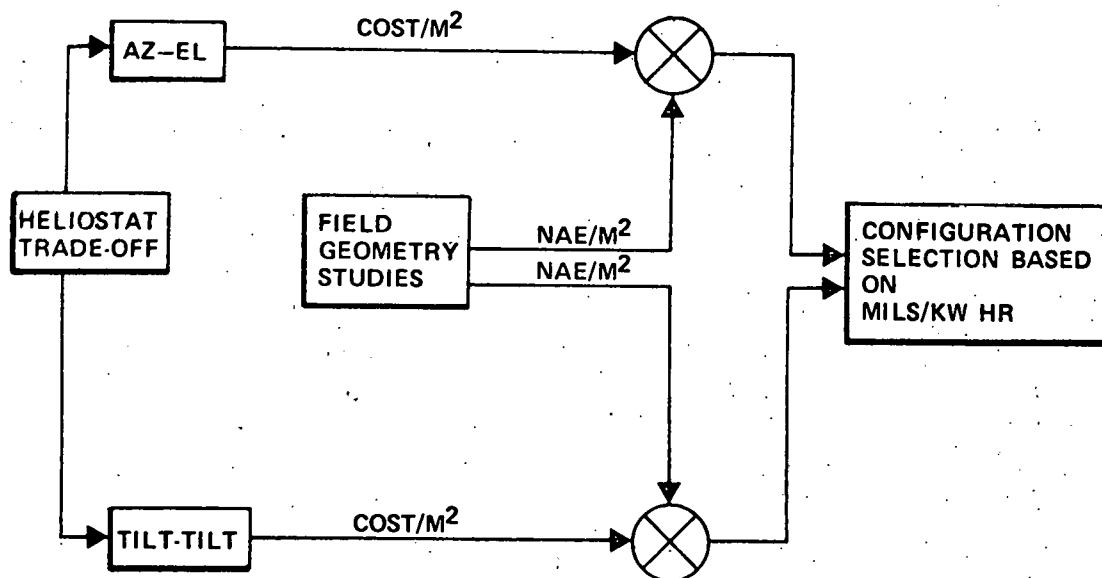 COST/M²
AZ-EL
HELIOSTAT
TRADE-OFF
FIELD
GEOMETRY
STUDIES
NAE/M²
NAE/M²
CONFIGURATION
SELECTION BASED
ON
MILS/KW HR
COST/M²
TILT-TILT